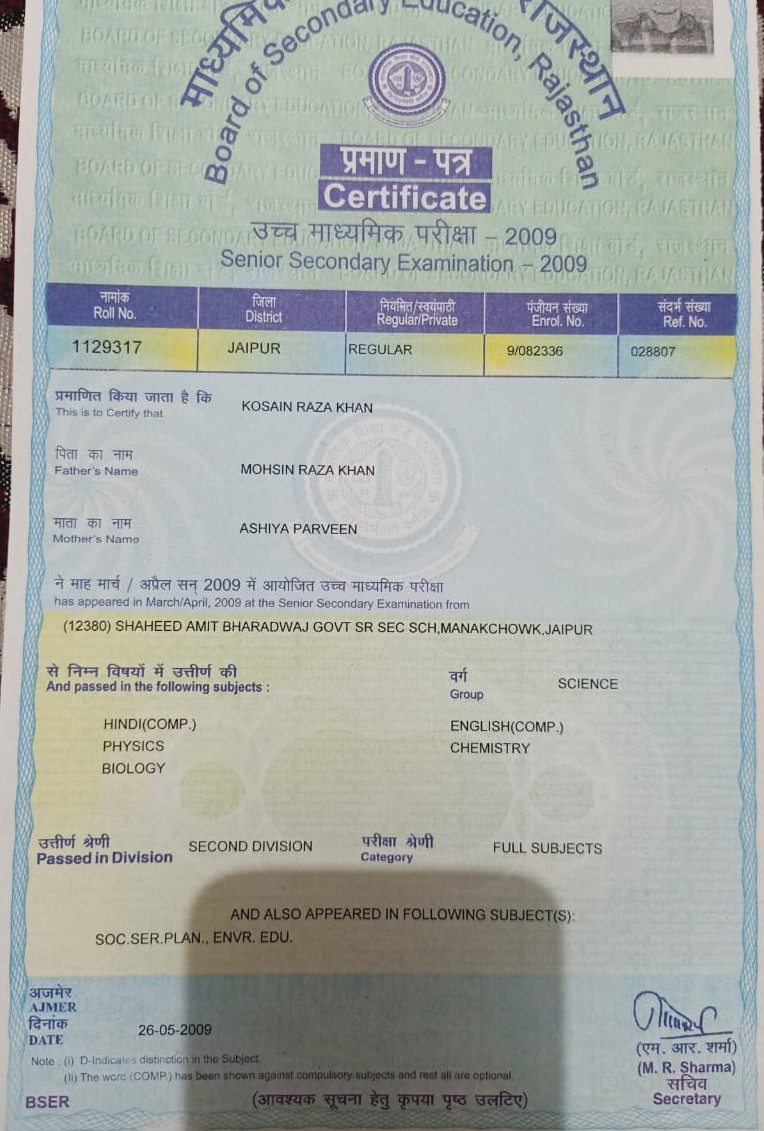 माध्यमिक राजस्थान
Board of Secondary Education, Rajasthan
प्रमाण - पत्र
Certificate
उच्च माध्यमिक परीक्षा – 2009
Senior Secondary Examination – 2009
नामांक जिला नियमित/स्वयंपाठी पंजीयन संख्या संदर्भ संख्या
Roll No. District Regular/Private Enrol. No. Ref. No.
1129317 JAIPUR REGULAR 9/082336 028807
प्रमाणित किया जाता है कि
This is to Certify that KOSAIN RAZA KHAN
पिता का नाम
Father's Name MOHSIN RAZA KHAN
माता का नाम
Mother's Name ASHIYA PARVEEN
ने माह मार्च / अप्रैल सन् 2009 में आयोजित उच्च माध्यमिक परीक्षा
has appeared in March/April, 2009 at the Senior Secondary Examination from
(12380) SHAHEED AMIT BHARADWAJ GOVT SR SEC SCH,MANAKCHOWK,JAIPUR
से निम्न विषयों में उत्तीर्ण की वर्ग
And passed in the following subjects : Group SCIENCE
HINDI(COMP.) ENGLISH(COMP.)
PHYSICS CHEMISTRY
BIOLOGY
उत्तीर्ण श्रेणी परीक्षा श्रेणी
Passed in Division SECOND DIVISION Category FULL SUBJECTS
AND ALSO APPEARED IN FOLLOWING SUBJECT(S):
SOC.SER.PLAN., ENVR. EDU.
अजमेर
AJMER
दिनांक
DATE 26-05-2009
(एम. आर. शर्मा)
(M. R. Sharma)
सचिव
Secretary
Note : (i) D-Indicates distinction in the Subject.
(ii) The word (COMP.) has been shown against compulsory subjects and rest all are optional.
BSER (आवश्यक सूचना हेतु कृपया पृष्ठ उलटिए)